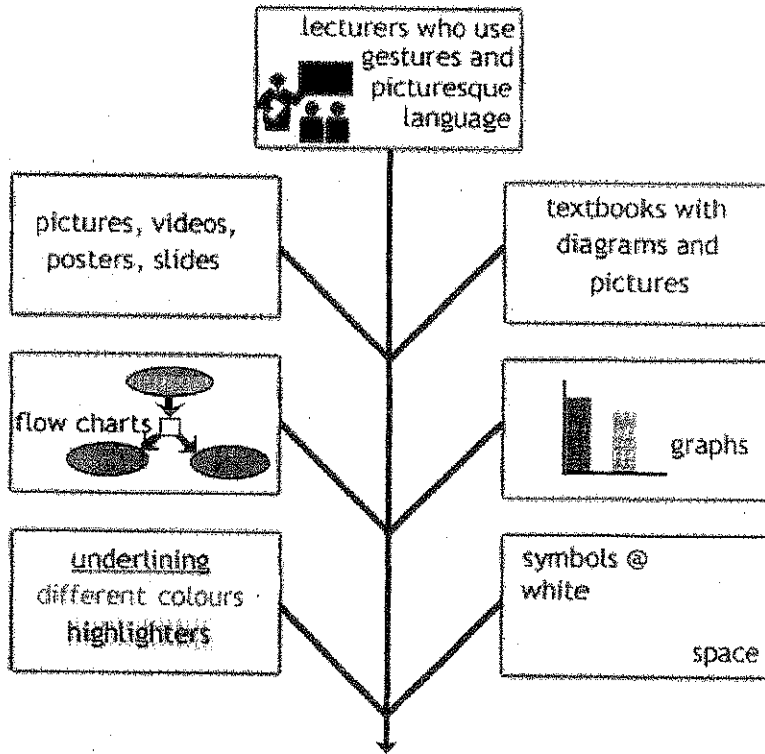 lecturers who use
gestures and
picturesque
language
pictures, videos,
posters, slides
textbooks with
diagrams and
pictures
flow charts
graphs
underlining
different colours
highlighters
symbols @
white
space